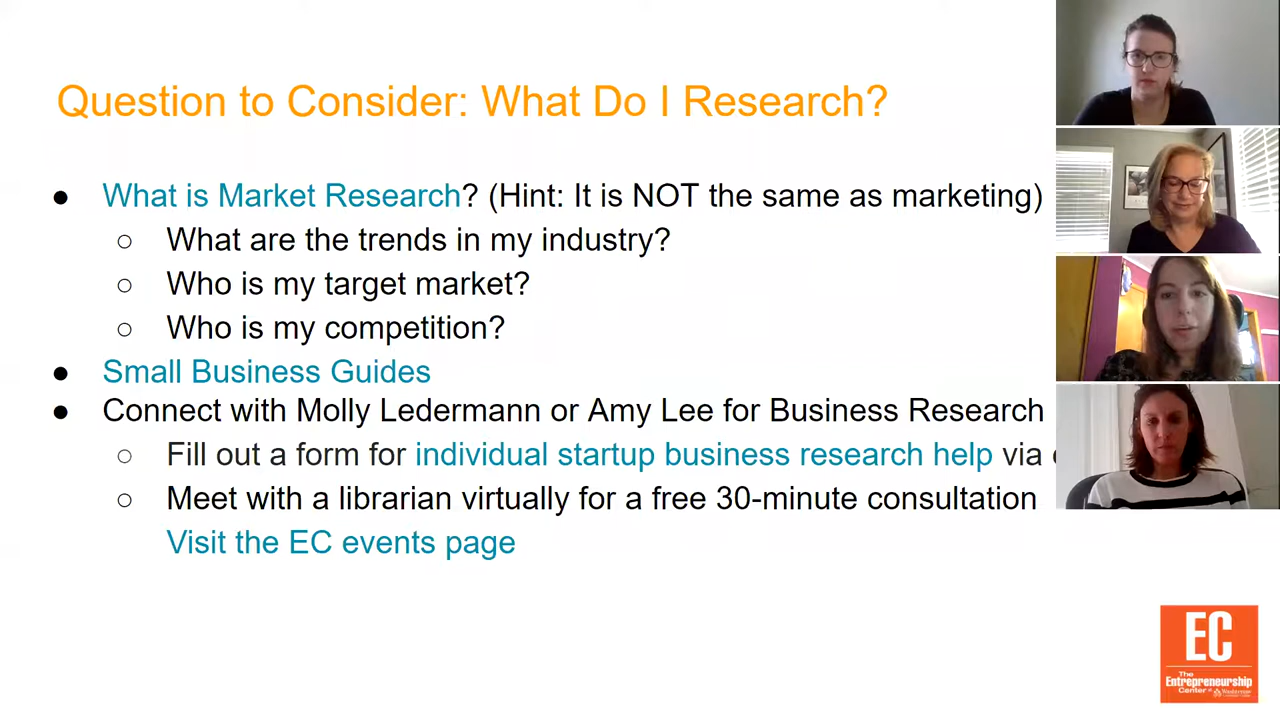 Question to Consider: What Do I Research?
● What is Market Research? (Hint: It is NOT the same as marketing)
○ What are the trends in my industry?
○ Who is my target market?
○ Who is my competition?
● Small Business Guides
● Connect with Molly Ledermann or Amy Lee for Business Research
○ Fill out a form for individual startup business research help via
○ Meet with a librarian virtually for a free 30-minute consultation
Visit the EC events page
EC
The
Entrepreneurship
Center